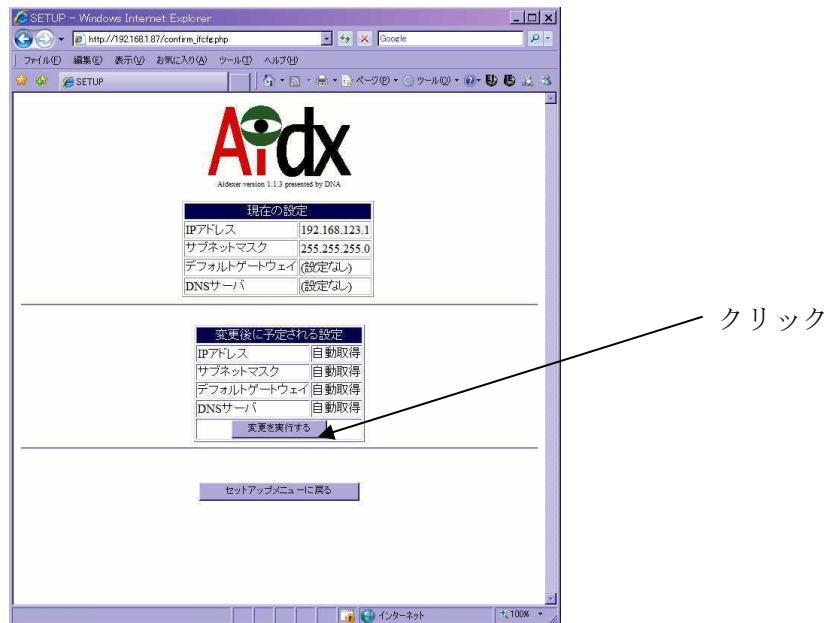 SETUP - Windows Internet Explorer
http://192.168.1.87/confirm_ifcfg.php
Google
ファイル(F) 編集(E) 表示(V) お気に入り(A) ツール(T) ヘルプ(H)
SETUP
ページ(P) ツール(O)
Aidx
Aidexer version 1.1.3 presented by DNA
現在の設定
IPアドレス 192.168.123.1
サブネットマスク 255.255.255.0
デフォルトゲートウェイ (設定なし)
DNSサーバ (設定なし)
クリック
変更後に予定される設定
IPアドレス 自動取得
サブネットマスク 自動取得
デフォルトゲートウェイ 自動取得
DNSサーバ 自動取得
変更を実行する
セットアップメニューに戻る
インターネット 100%